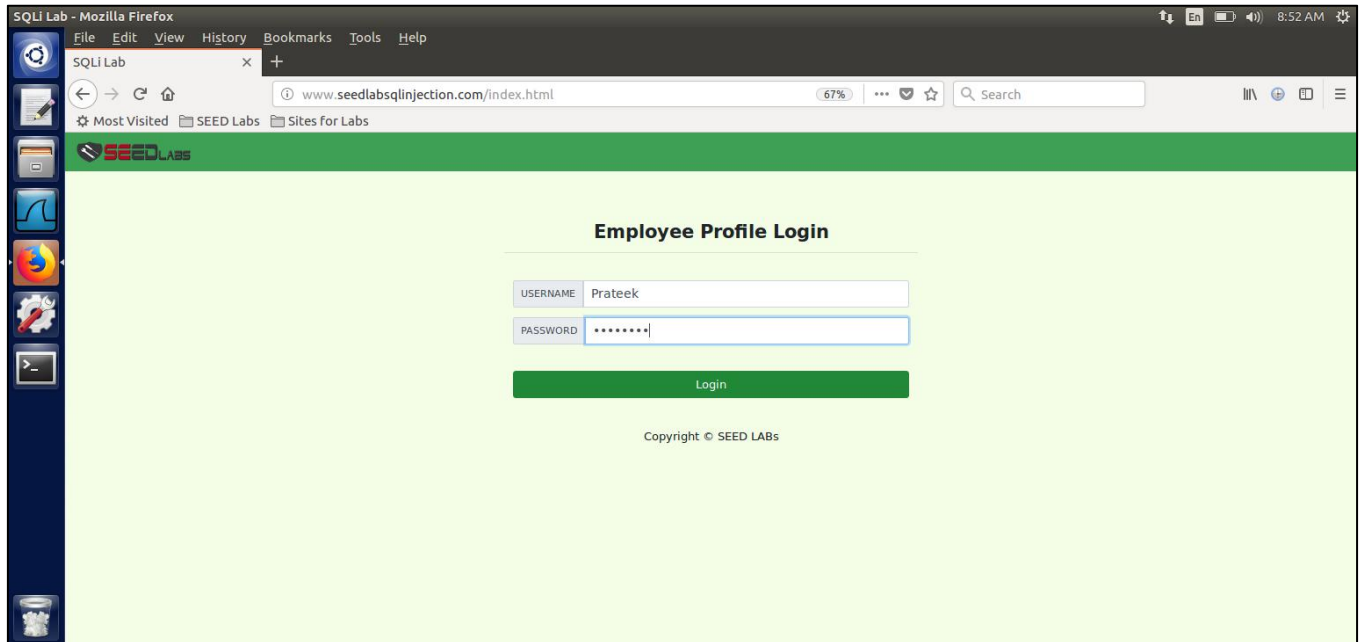 SQLi Lab - Mozilla Firefox En 8:52 AM
File Edit View History Bookmarks Tools Help
SQLi Lab × +
www.seedlabsqlinjection.com/index.html 67% ... Search
Most Visited SEED Labs Sites for Labs
SEEDLABS
Employee Profile Login
USERNAME Prateek
PASSWORD ••••••••
Login
Copyright © SEED LABs
>_